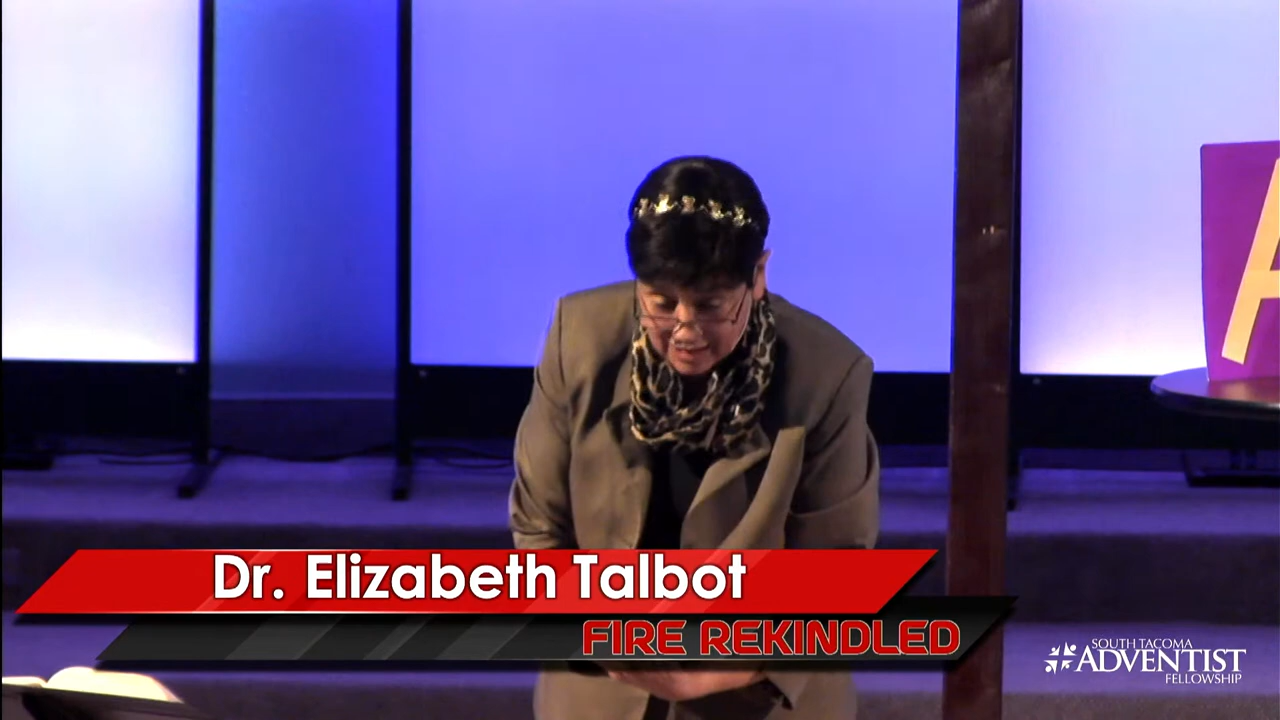 A
Dr. Elizabeth Talbot
FIRE REKINDLED
SOUTH TACOMA
ADVENTIST
FELLOWSHIP